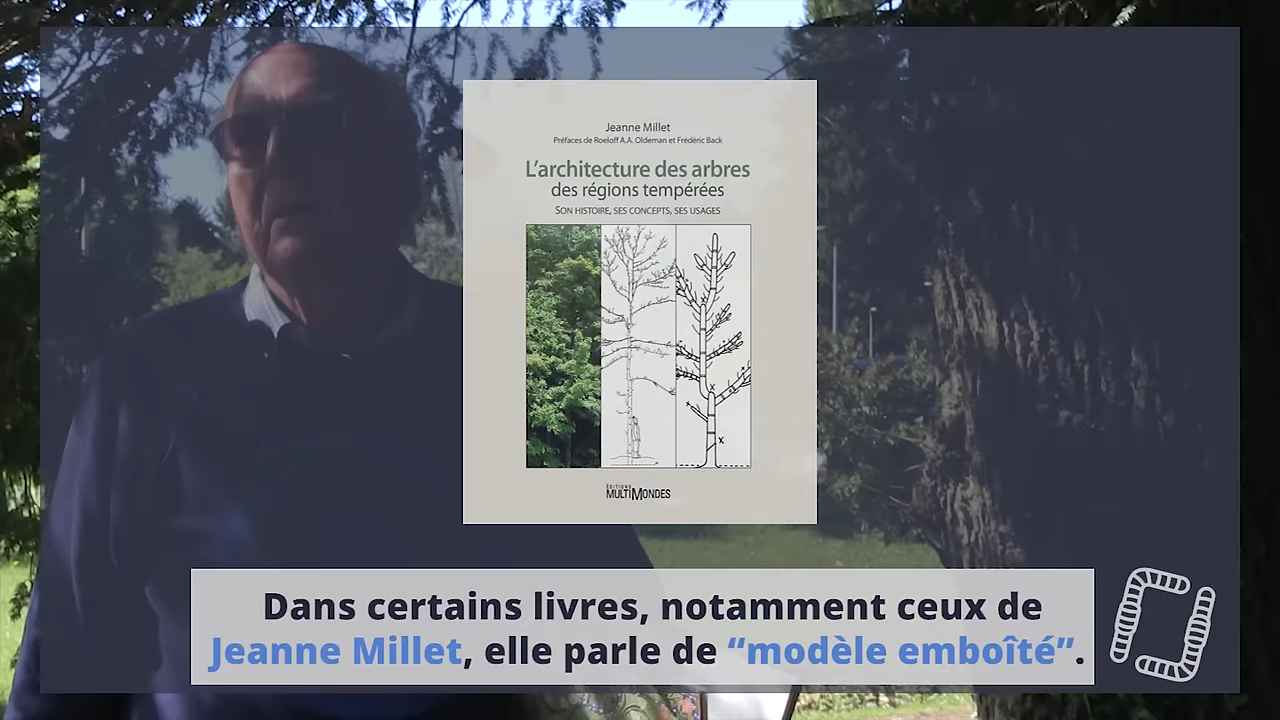 Jeanne Millet
Préfaces de Roeloff A.A. Oldeman et Frédéric Back
L'architecture des arbres
des régions tempérées
SON HISTOIRE, SES CONCEPTS, SES USAGES
X
X
ÉDITIONS
MULTIMONDES
Dans certains livres, notamment ceux de
Jeanne Millet, elle parle de “modèle emboîté”.